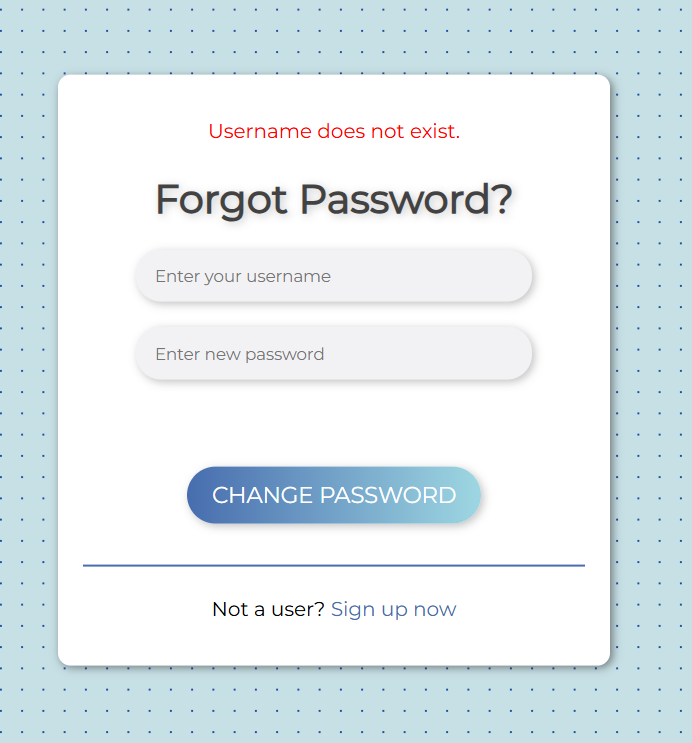 Username does not exist.
Forgot Password?
Enter your username
Enter new password
CHANGE PASSWORD
Not a user? Sign up now